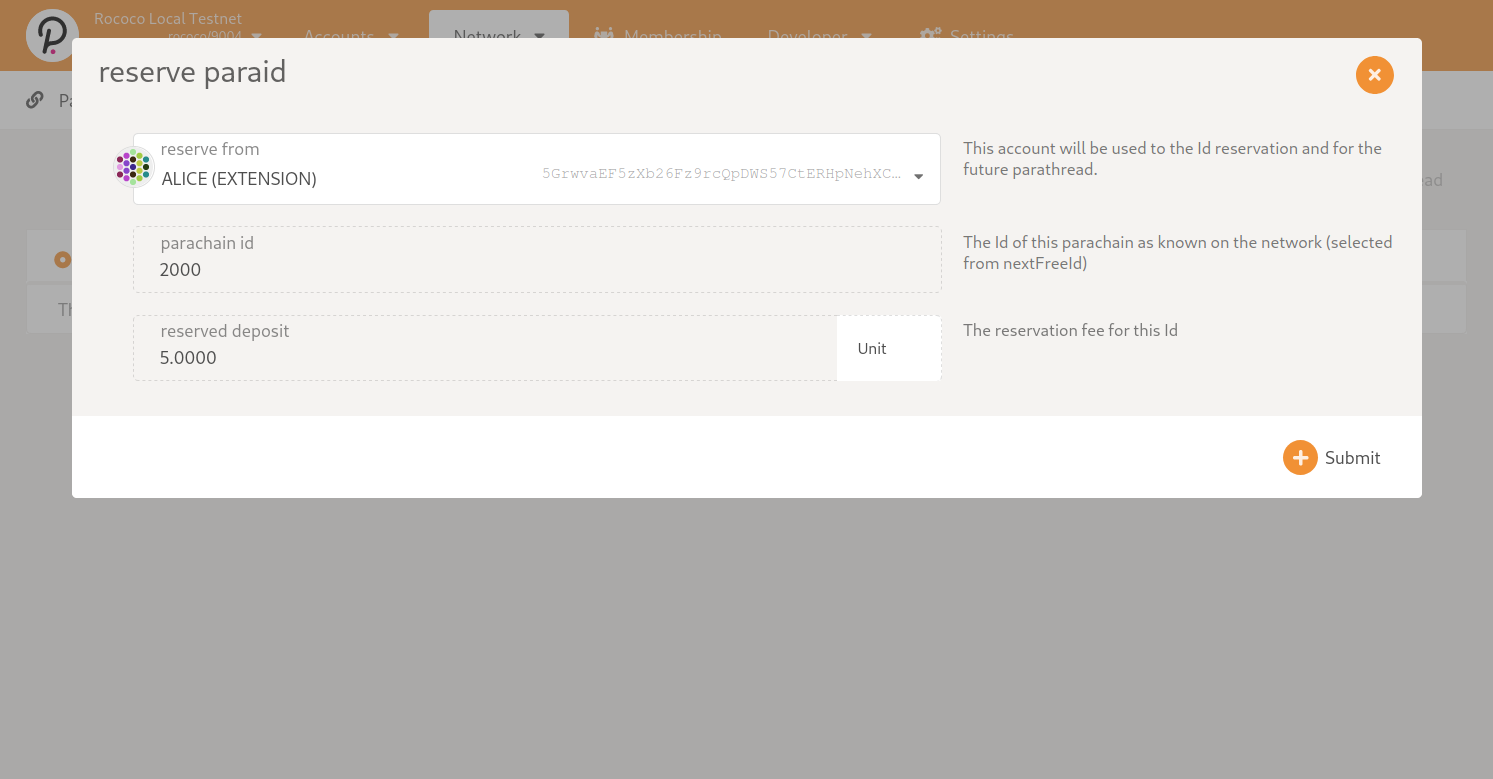 Rococo Local Testnet
rococo/9004
Accounts
Network
Membership
Developer
Settings
reserve paraid
reserve from
ALICE (EXTENSION)
5GrwvaEF5zXb26Fz9rcQpDWS57CtERHpNehXC…
This account will be used to the Id reservation and for the
future parathread.
parachain id
2000
The Id of this parachain as known on the network (selected
from nextFreeId)
reserved deposit
5.0000
Unit
The reservation fee for this Id
Submit